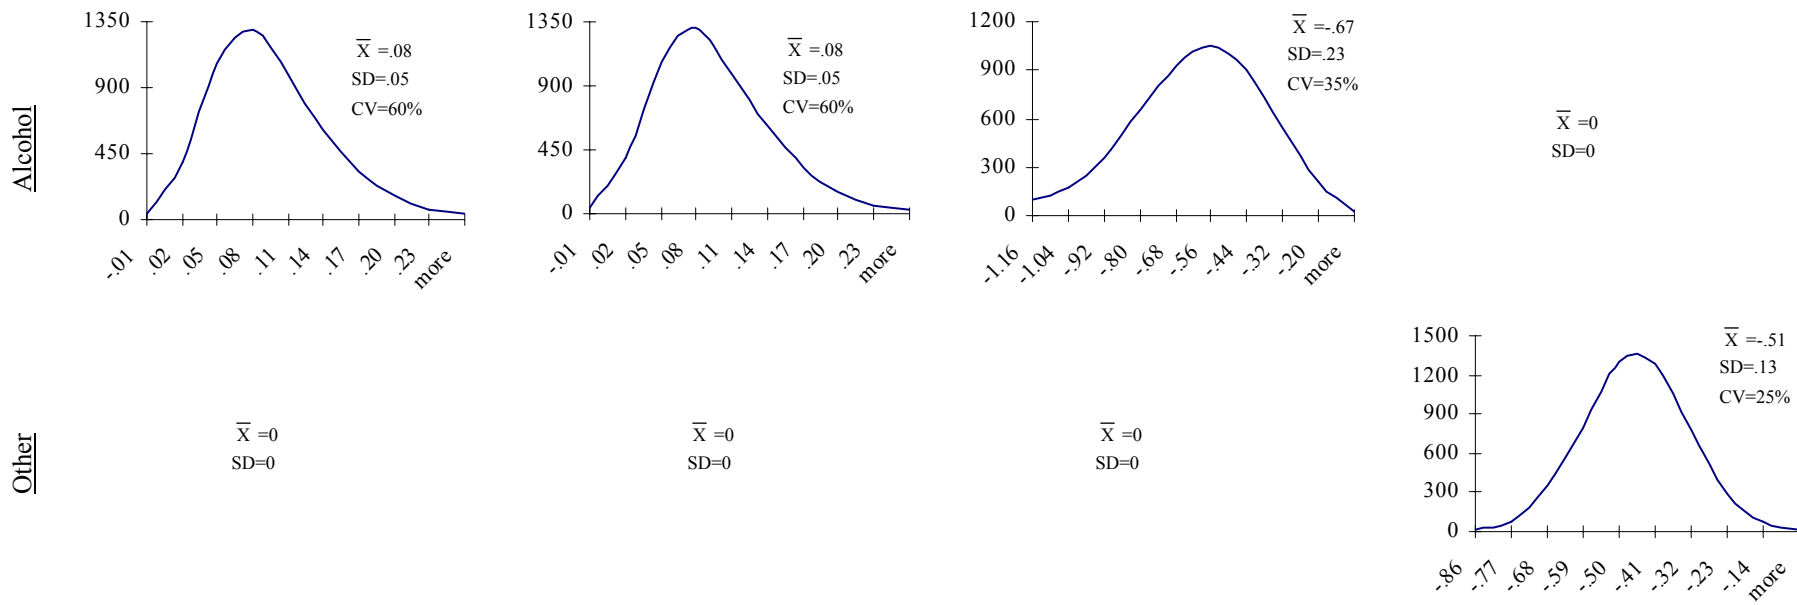 Alcohol
1350
900
450
0
-.01
.02
.05
.08
.11
.14
.17
.20
.23
more
X =.08
SD=.05
CV=60%
1350
900
450
0
-.01
.02
.05
.08
.11
.14
.17
.20
.23
more
X =.08
SD=.05
CV=60%
1200
900
600
300
0
-1.16
-1.04
-.92
-.80
-.68
-.56
-.44
-.32
-.20
more
X =-.67
SD=.23
CV=35%
X =0
SD=0
Other
X =0
SD=0
X =0
SD=0
X =0
SD=0
1500
1200
900
600
300
0
-.86
-.77
-.68
-.59
-.50
-.41
-.32
-.23
-.14
more
X =-.51
SD=.13
CV=25%